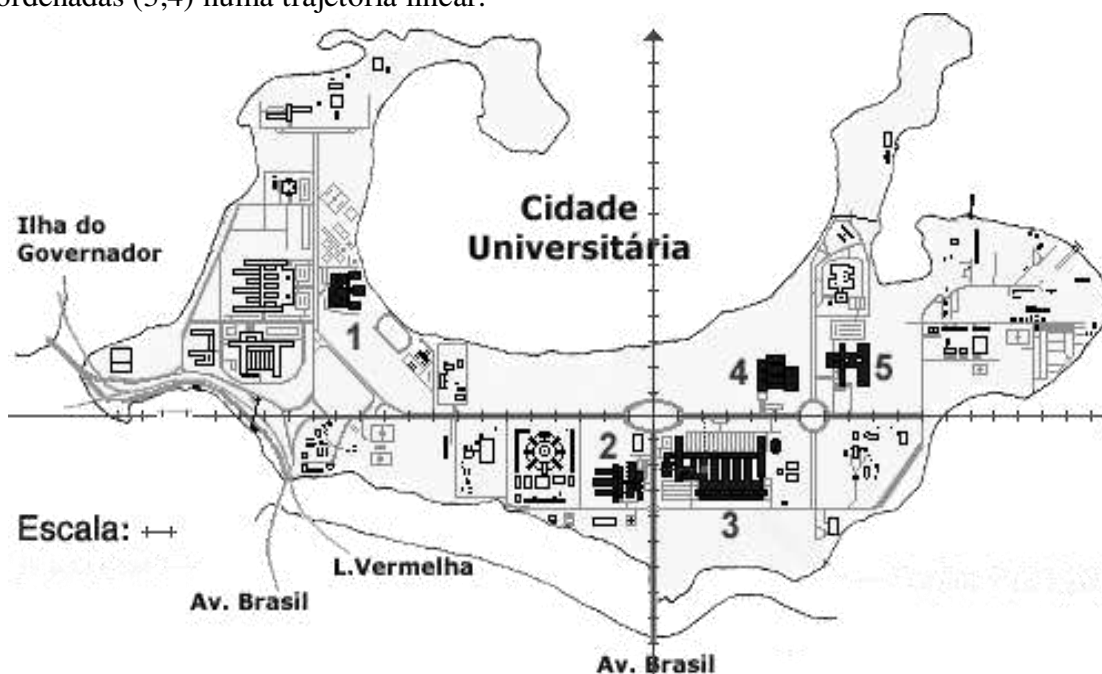 ordenadas (3,4) numa trajetória linear.
Cidade
Universitária
Ilha do
Governador
H
1
4
5
2
3
Escala:
L.Vermelha
Av. Brasil
Av. Brasil